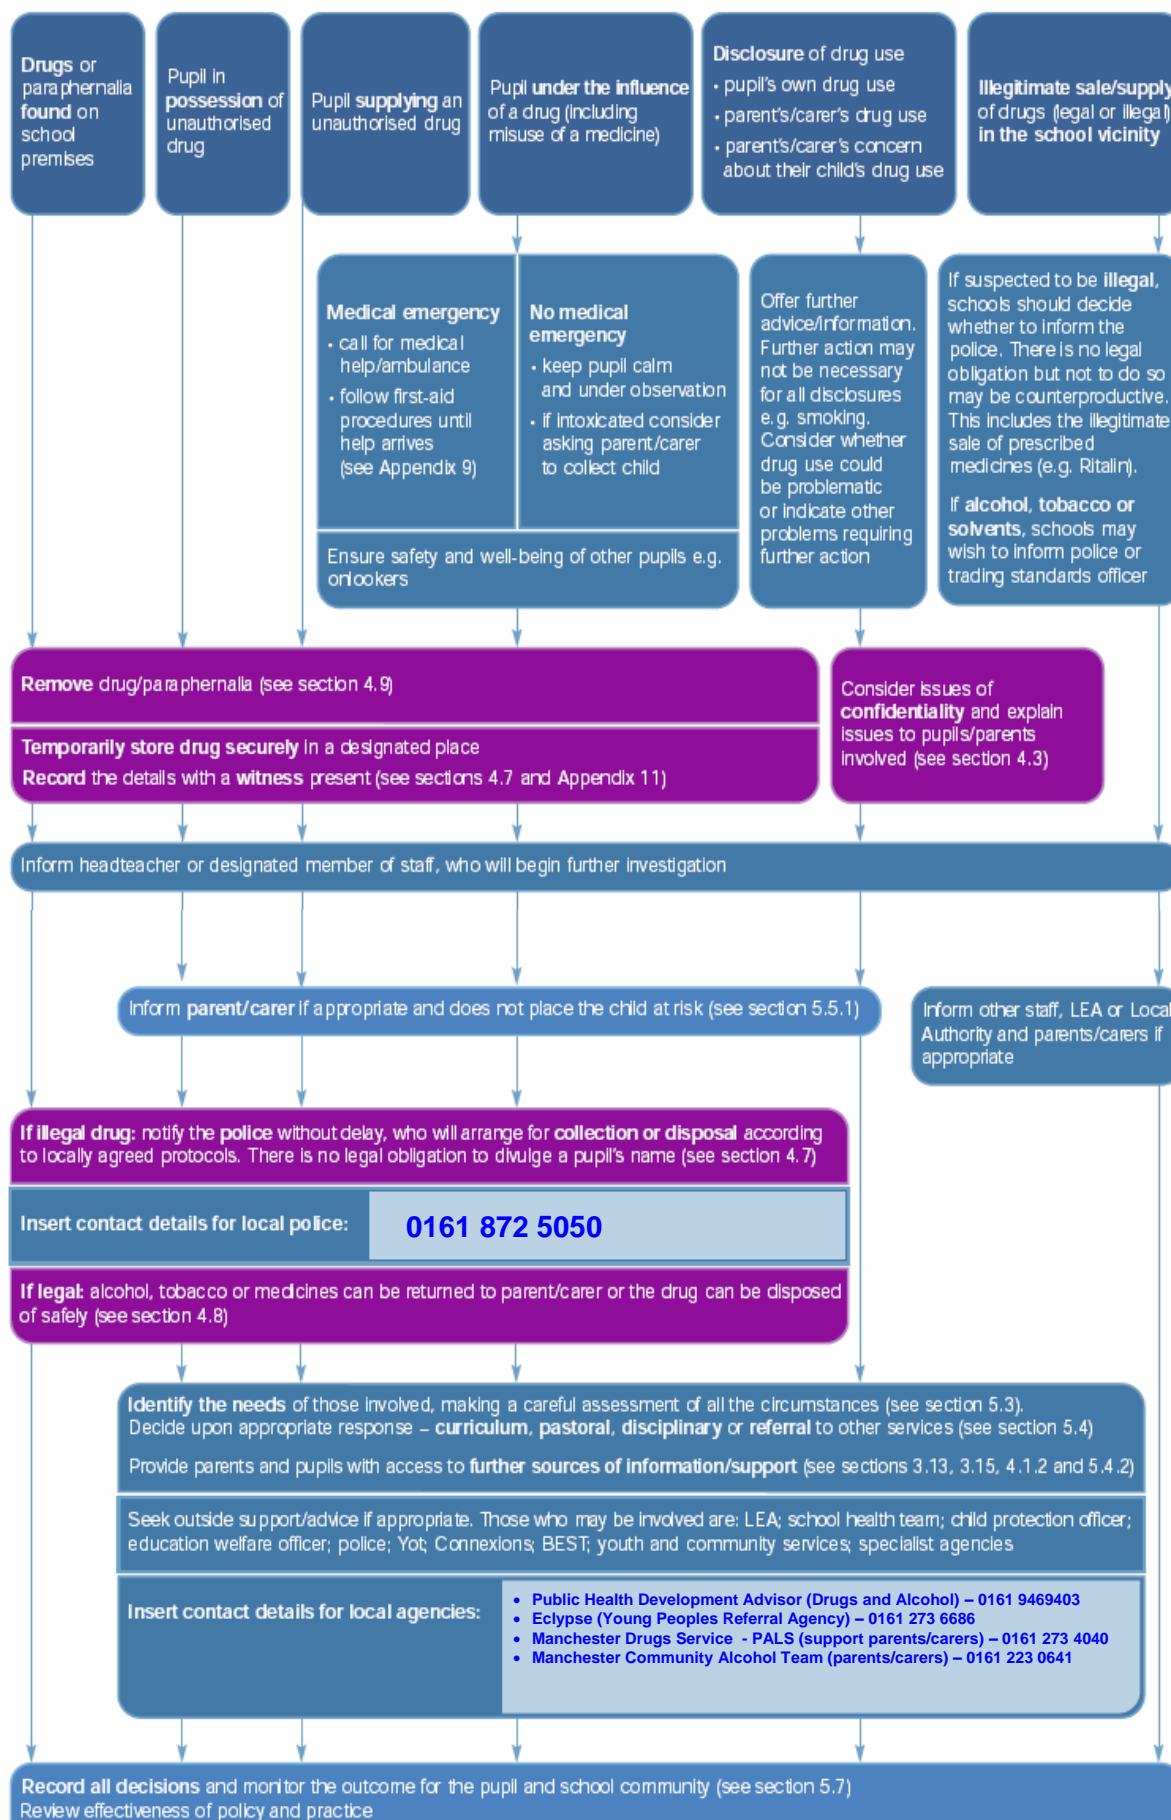 Drugs or
paraphernalia
found on
school
premises
Pupil in
possession of
unauthorised
drug
Pupil supplying an
unauthorised drug
Pupil under the influence
of a drug (including
misuse of a medicine)
Disclosure of drug use
• pupil's own drug use
• parent's/carer's drug use
• parent's/carer's concern
about their child's drug use
Illegitimate sale/supply
of drugs (legal or illegal)
in the school vicinity
Medical emergency
• call for medical
help/ambulance
• follow first-aid
procedures until
help arrives
(see Appendix 9)
No medical
emergency
• keep pupil calm
and under observation
• if intoxicated consider
asking parent/carer
to collect child
Ensure safety and well-being of other pupils e.g.
onlookers
Offer further
advice/information.
Further action may
not be necessary
for all disclosures
e.g. smoking.
Consider whether
drug use could
be problematic
or indicate other
problems requiring
further action
If suspected to be illegal,
schools should decide
whether to inform the
police. There is no legal
obligation but not to do so
may be counterproductive.
This includes the illegitimate
sale of prescribed
medicines (e.g. Ritalin).
If alcohol, tobacco or
solvents, schools may
wish to inform police or
trading standards officer
Remove drug/paraphernalia (see section 4.9)
Temporarily store drug securely in a designated place
Record the details with a witness present (see sections 4.7 and Appendix 11)
Consider issues of
confidentiality and explain
issues to pupils/parents
involved (see section 4.3)
Inform headteacher or designated member of staff, who will begin further investigation
Inform parent/carer if appropriate and does not place the child at risk (see section 5.5.1)
Inform other staff, LEA or Local
Authority and parents/carers if
appropriate
If illegal drug: notify the police without delay, who will arrange for collection or disposal according
to locally agreed protocols. There is no legal obligation to divulge a pupil's name (see section 4.7)
Insert contact details for local police:
0161 872 5050
If legal: alcohol, tobacco or medicines can be returned to parent/carer or the drug can be disposed
of safely (see section 4.8)
Identify the needs of those involved, making a careful assessment of all the circumstances (see section 5.3).
Decide upon appropriate response – curriculum, pastoral, disciplinary or referral to other services (see section 5.4)
Provide parents and pupils with access to further sources of information/support (see sections 3.13, 3.15, 4.1.2 and 5.4.2)
Seek outside support/advice if appropriate. Those who may be involved are: LEA; school health team; child protection officer;
education welfare officer; police; Yot; Connexions; BEST; youth and community services; specialist agencies
Insert contact details for local agencies:
• Public Health Development Advisor (Drugs and Alcohol) – 0161 9469403
• Eclypse (Young Peoples Referral Agency) – 0161 273 6686
• Manchester Drugs Service - PALS (support parents/carers) – 0161 273 4040
• Manchester Community Alcohol Team (parents/carers) – 0161 223 0641
Record all decisions and monitor the outcome for the pupil and school community (see section 5.7)
Review effectiveness of policy and practice